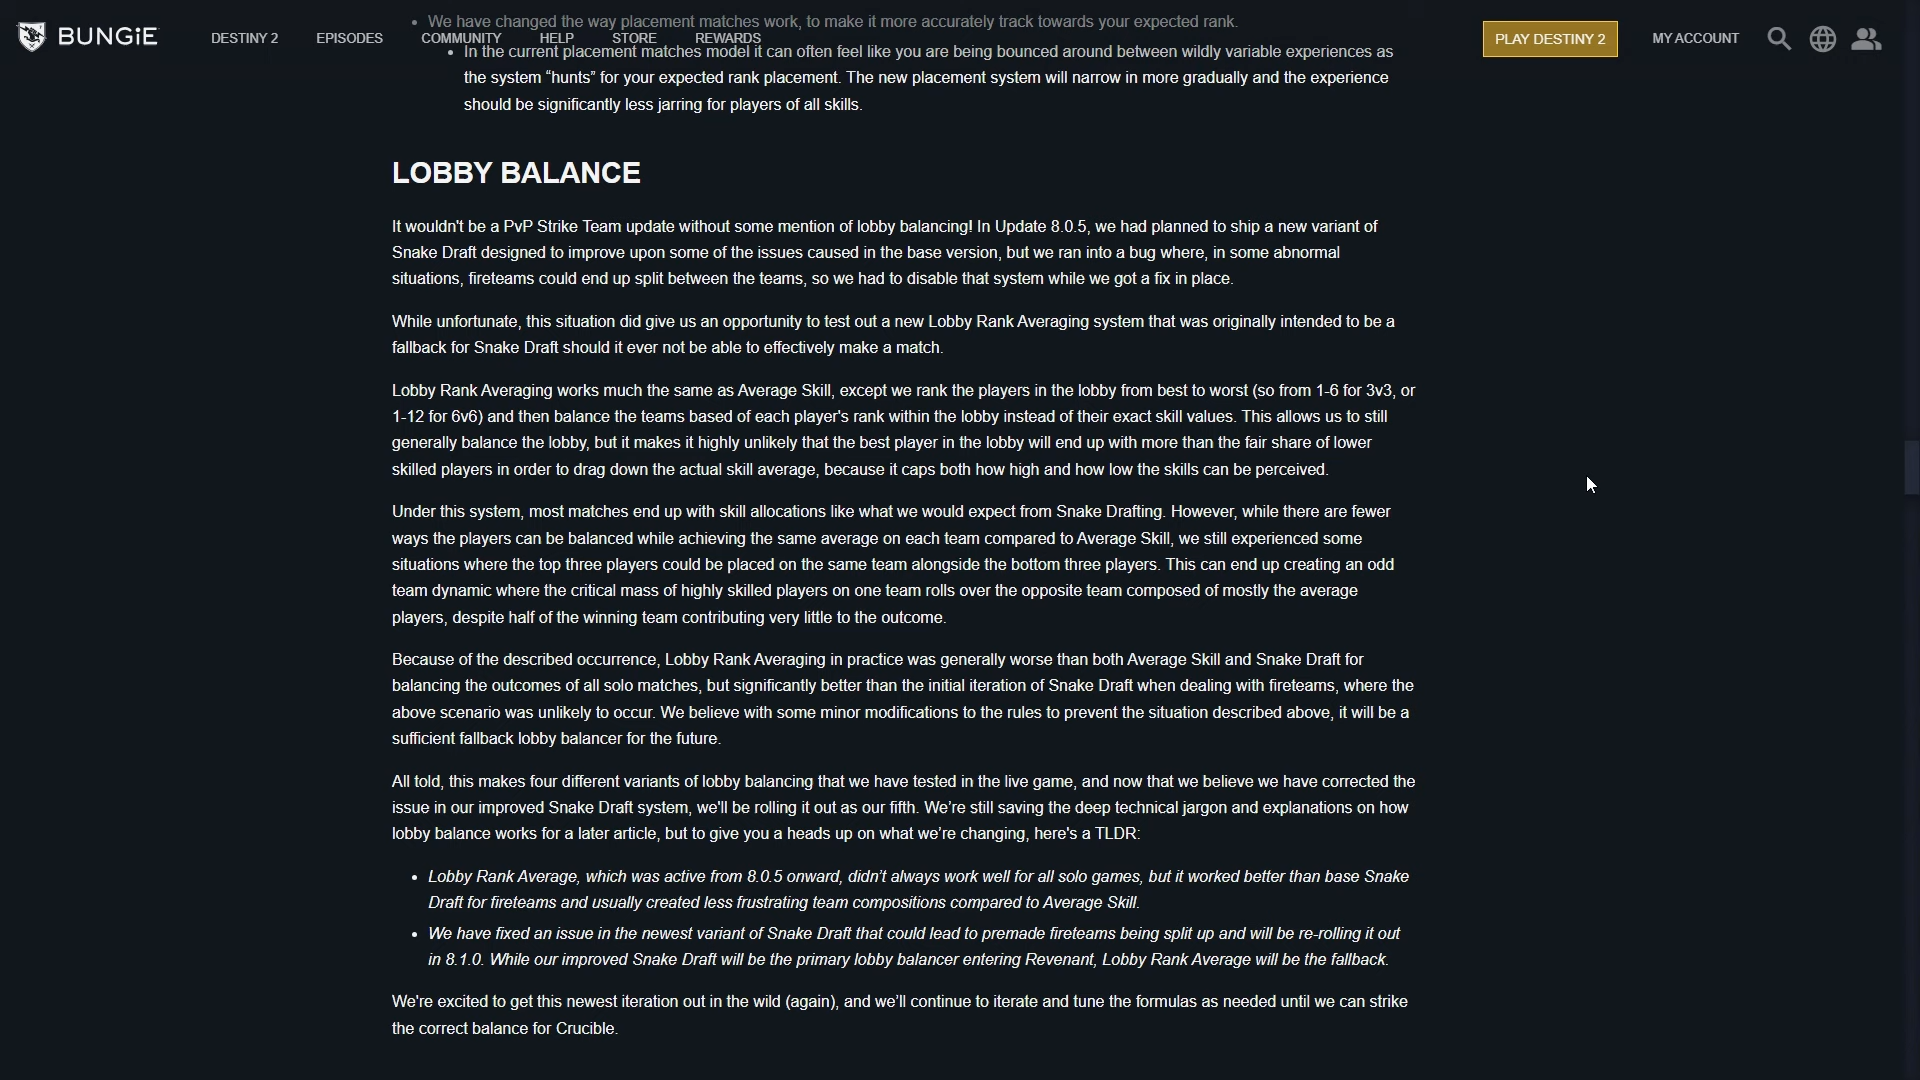 BUNGiE
DESTINY 2
EPISODES
COMMUNITY
HELP
STORE
REWARDS
PLAY DESTINY 2
MY ACCOUNT
• We have changed the way placement matches work, to make it more accurately track towards your expected rank.
• In the current placement matches model it can often feel like you are being bounced around between wildly variable experiences as
the system “hunts” for your expected rank placement. The new placement system will narrow in more gradually and the experience
should be significantly less jarring for players of all skills.
LOBBY BALANCE
It wouldn't be a PvP Strike Team update without some mention of lobby balancing! In Update 8.0.5, we had planned to ship a new variant of
Snake Draft designed to improve upon some of the issues caused in the base version, but we ran into a bug where, in some abnormal
situations, fireteams could end up split between the teams, so we had to disable that system while we got a fix in place.
While unfortunate, this situation did give us an opportunity to test out a new Lobby Rank Averaging system that was originally intended to be a
fallback for Snake Draft should it ever not be able to effectively make a match.
Lobby Rank Averaging works much the same as Average Skill, except we rank the players in the lobby from best to worst (so from 1-6 for 3v3, or
1-12 for 6v6) and then balance the teams based of each player's rank within the lobby instead of their exact skill values. This allows us to still
generally balance the lobby, but it makes it highly unlikely that the best player in the lobby will end up with more than the fair share of lower
skilled players in order to drag down the actual skill average, because it caps both how high and how low the skills can be perceived.
Under this system, most matches end up with skill allocations like what we would expect from Snake Drafting. However, while there are fewer
ways the players can be balanced while achieving the same average on each team compared to Average Skill, we still experienced some
situations where the top three players could be placed on the same team alongside the bottom three players. This can end up creating an odd
team dynamic where the critical mass of highly skilled players on one team rolls over the opposite team composed of mostly the average
players, despite half of the winning team contributing very little to the outcome.
Because of the described occurrence, Lobby Rank Averaging in practice was generally worse than both Average Skill and Snake Draft for
balancing the outcomes of all solo matches, but significantly better than the initial iteration of Snake Draft when dealing with fireteams, where the
above scenario was unlikely to occur. We believe with some minor modifications to the rules to prevent the situation described above, it will be a
sufficient fallback lobby balancer for the future.
All told, this makes four different variants of lobby balancing that we have tested in the live game, and now that we believe we have corrected the
issue in our improved Snake Draft system, we'll be rolling it out as our fifth. We’re still saving the deep technical jargon and explanations on how
lobby balance works for a later article, but to give you a heads up on what we’re changing, here's a TLDR:
• Lobby Rank Average, which was active from 8.0.5 onward, didn’t always work well for all solo games, but it worked better than base Snake
Draft for fireteams and usually created less frustrating team compositions compared to Average Skill.
• We have fixed an issue in the newest variant of Snake Draft that could lead to premade fireteams being split up and will be re-rolling it out
in 8.1.0. While our improved Snake Draft will be the primary lobby balancer entering Revenant, Lobby Rank Average will be the fallback.
We're excited to get this newest iteration out in the wild (again), and we’ll continue to iterate and tune the formulas as needed until we can strike
the correct balance for Crucible.